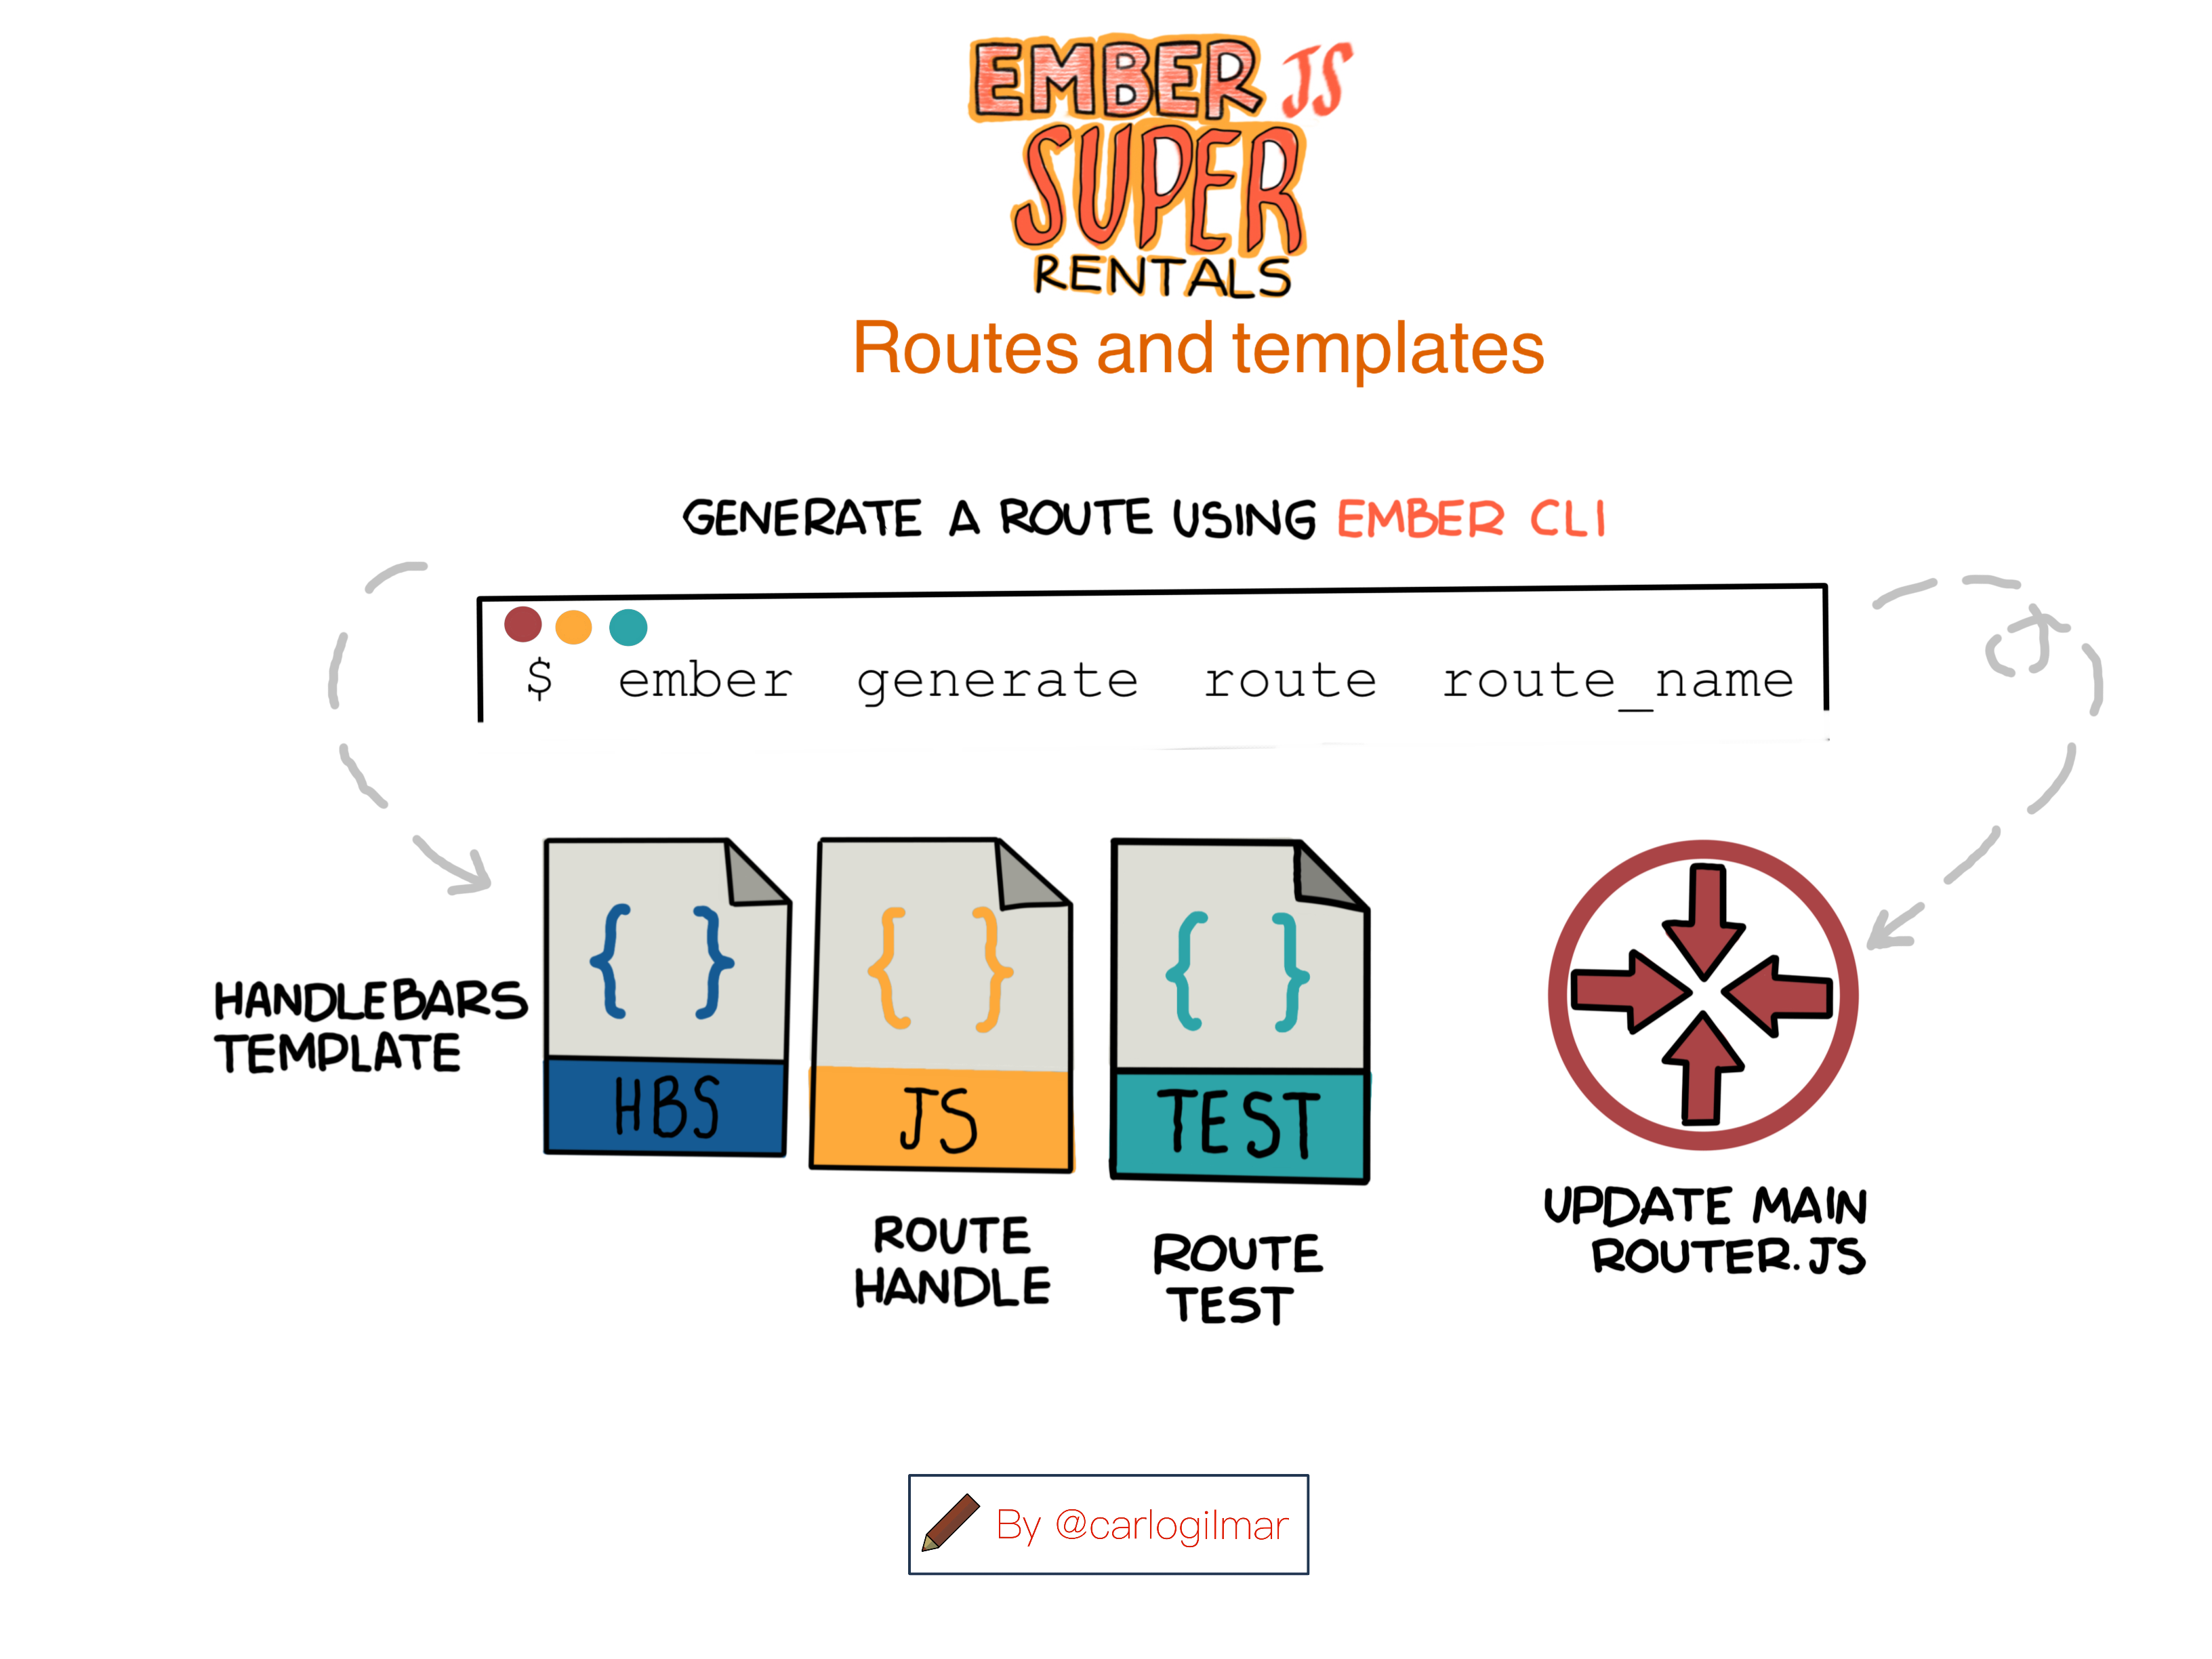 EMBER JS
SUPER
RENTALS
Routes and templates
GENERATE A ROUTE USING EMBER CLI
$ ember generate route route_name
HANDLEBARS
TEMPLATE
HBS
JS
TEST
ROUTE
HANDLE
ROUTE
TEST
UPDATE MAIN
ROUTER.JS
By @carlogilmar